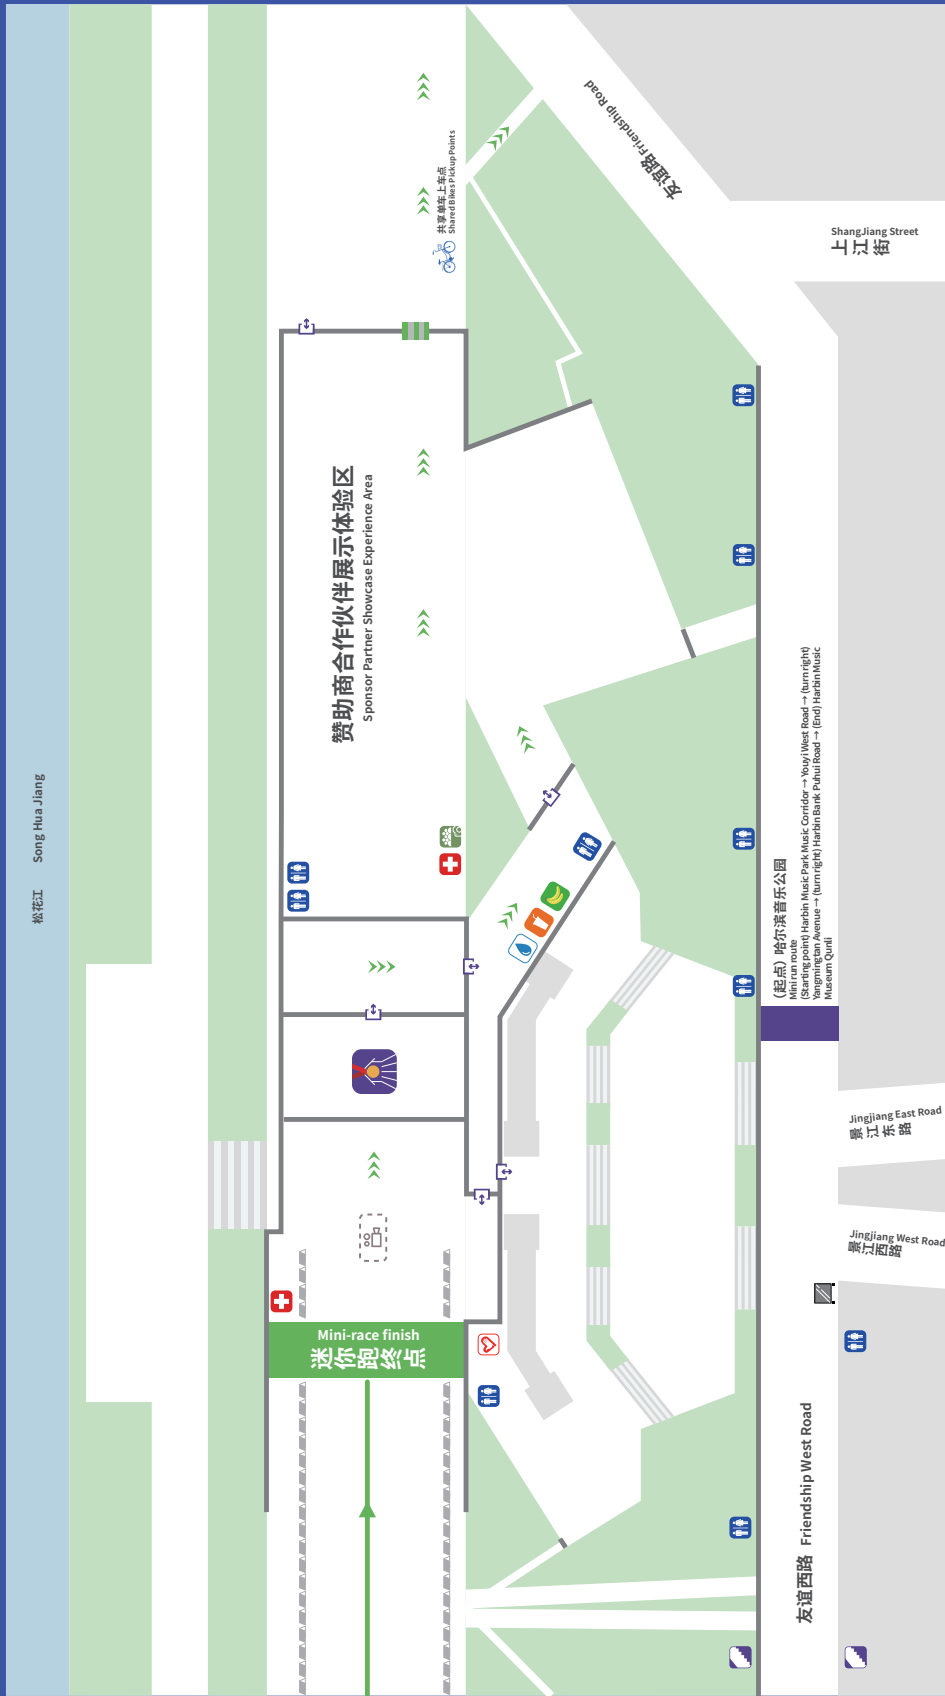 友谊路 Friendship Road
ShangJiang Street
上江街
共享单车上车点
Shared Bikes Pickup Points
赞助商合作伙伴展示体验区
Sponsor Partner Showcase Experience Area
松花江 Song Hua Jiang
(起点) 哈尔滨音乐公园
Mini run route
(Starting point) Harbin Music Park Music Corridor → Youyi West Road → (turn right)
Yangmingtan Avenue → (turn right) Harbin Bank Puhui Road → (End) Harbin Music
Museum Qunli
Jingjiang East Road
景江东路
Jingjiang West Road
景江西路
Mini-race finish
迷你跑终点
友谊西路 Friendship West Road